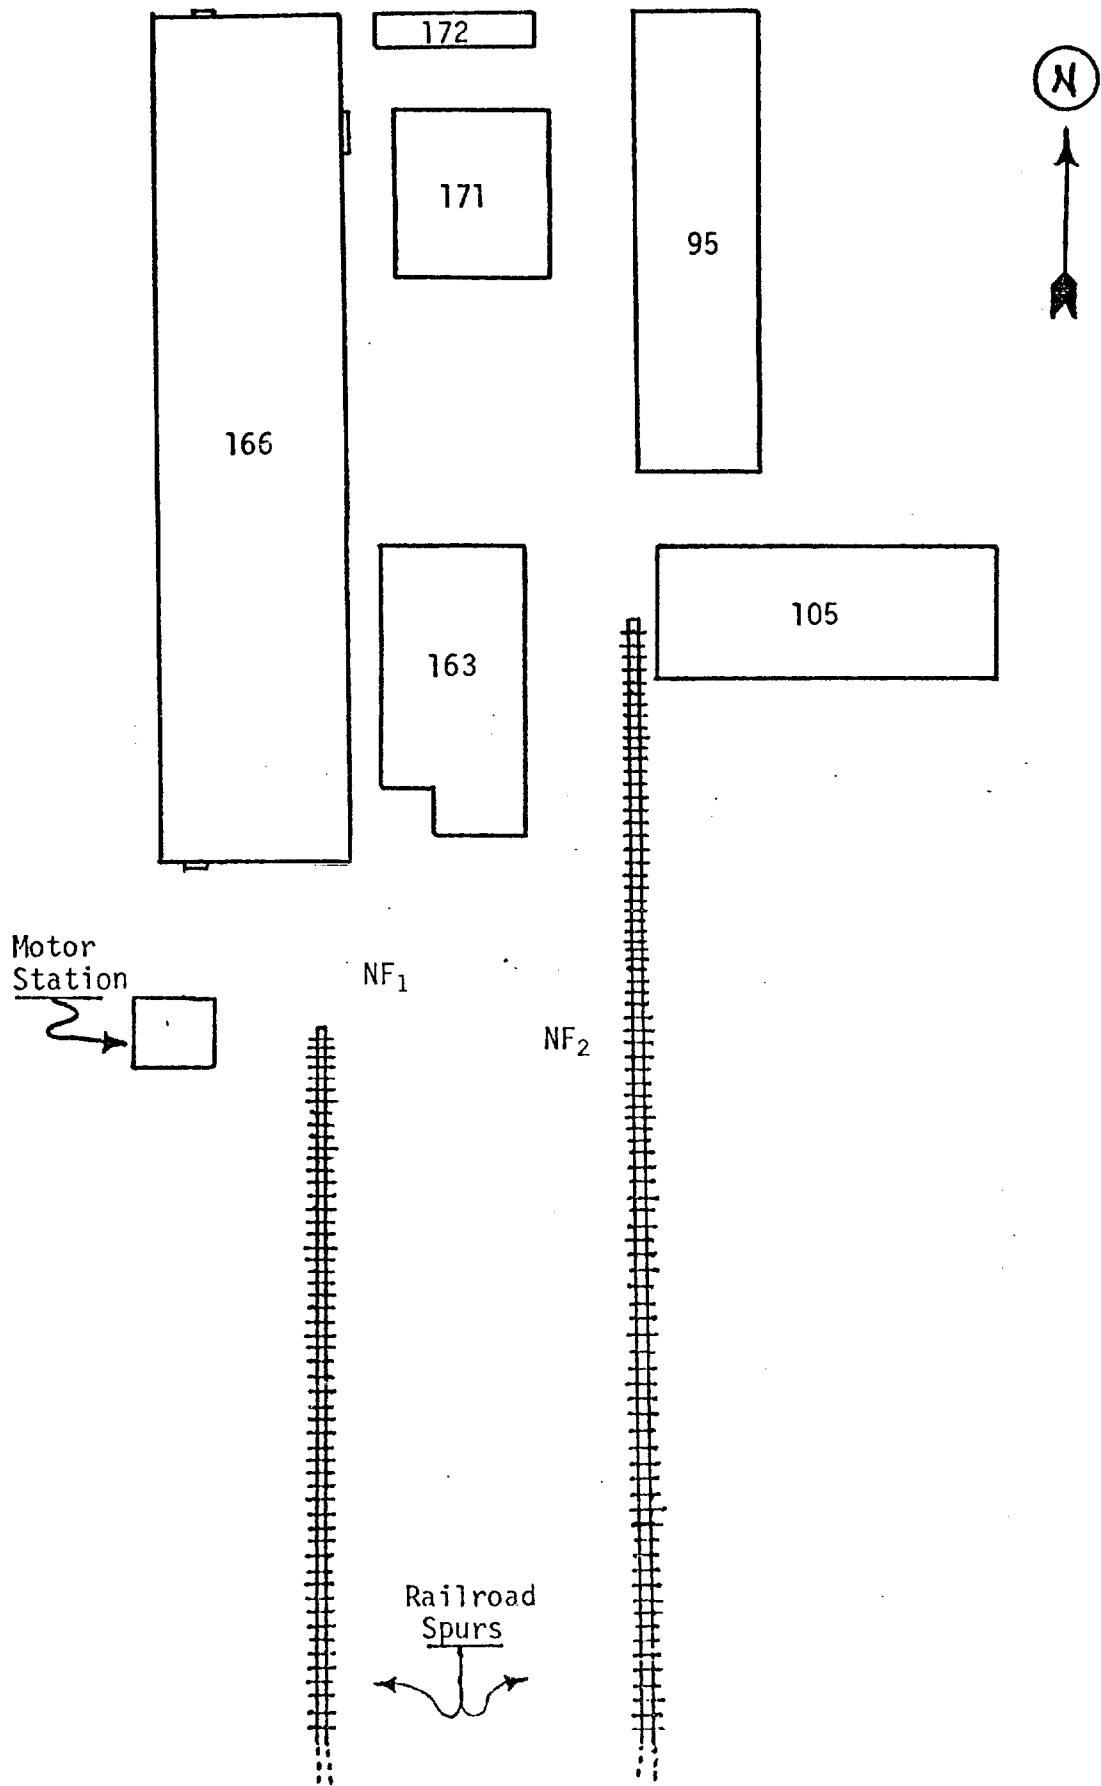 172
N
171
95
166
105
163
Motor
Station
NF₁
NF₂
Railroad
Spurs